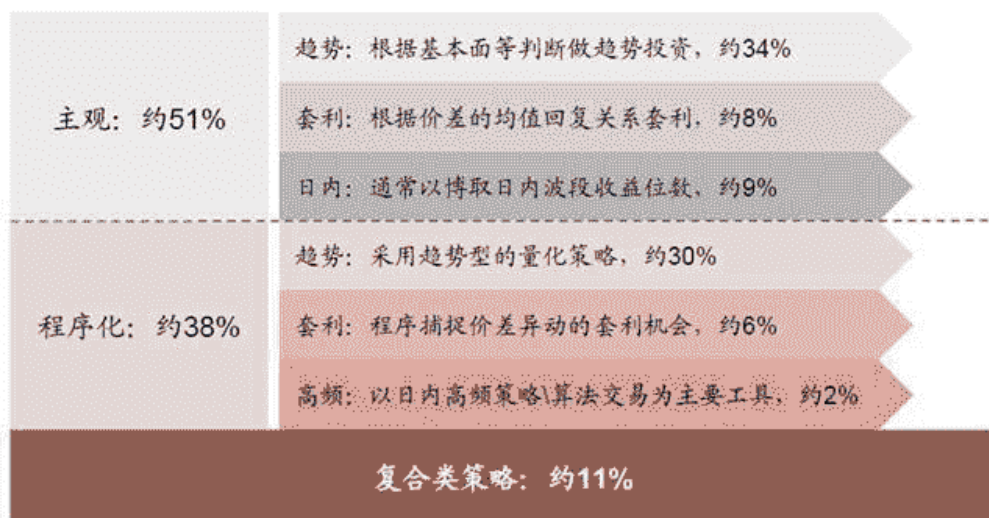 趋势：根据基本面等判断做趋势投资，约34%
主观：约51%
套利：根据价差的均值回复关系套利，约8%
日内：通常以博取日内波段收益位数，约9%
趋势：采用趋势型的量化策略，约30%
程序化：约38%
套利：程序捕捉价差异动的套利机会，约6%
高频：以日内高频策略\算法交易为主要工具，约2%
复合类策略：约11%